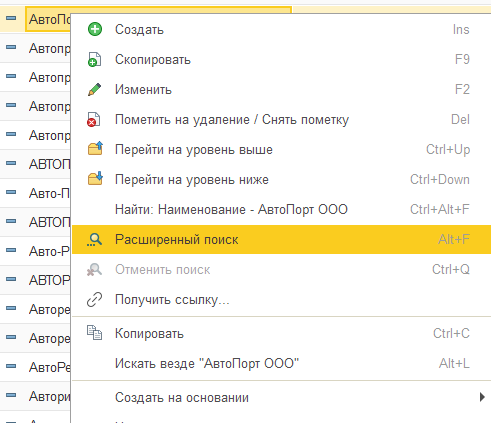 АвтоПо
Создать Ins
Скопировать F9
Автопр
Изменить F2
Автопр
Пометить на удаление / Снять пометку Del
Автопр
Перейти на уровень выше Ctrl+Up
АВТОП
Перейти на уровень ниже Ctrl+Down
Авто-П
Найти: Наименование - АвтоПорт ООО Ctrl+Alt+F
АВТОП
Расширенный поиск Alt+F
Авто-Р
Отменить поиск Ctrl+Q
АВТОР
Получить ссылку...
Авторе
Копировать Ctrl+C
Авторе
Искать везде "АвтоПорт ООО" Alt+L
АвтоРе
Создать на основании
Автори